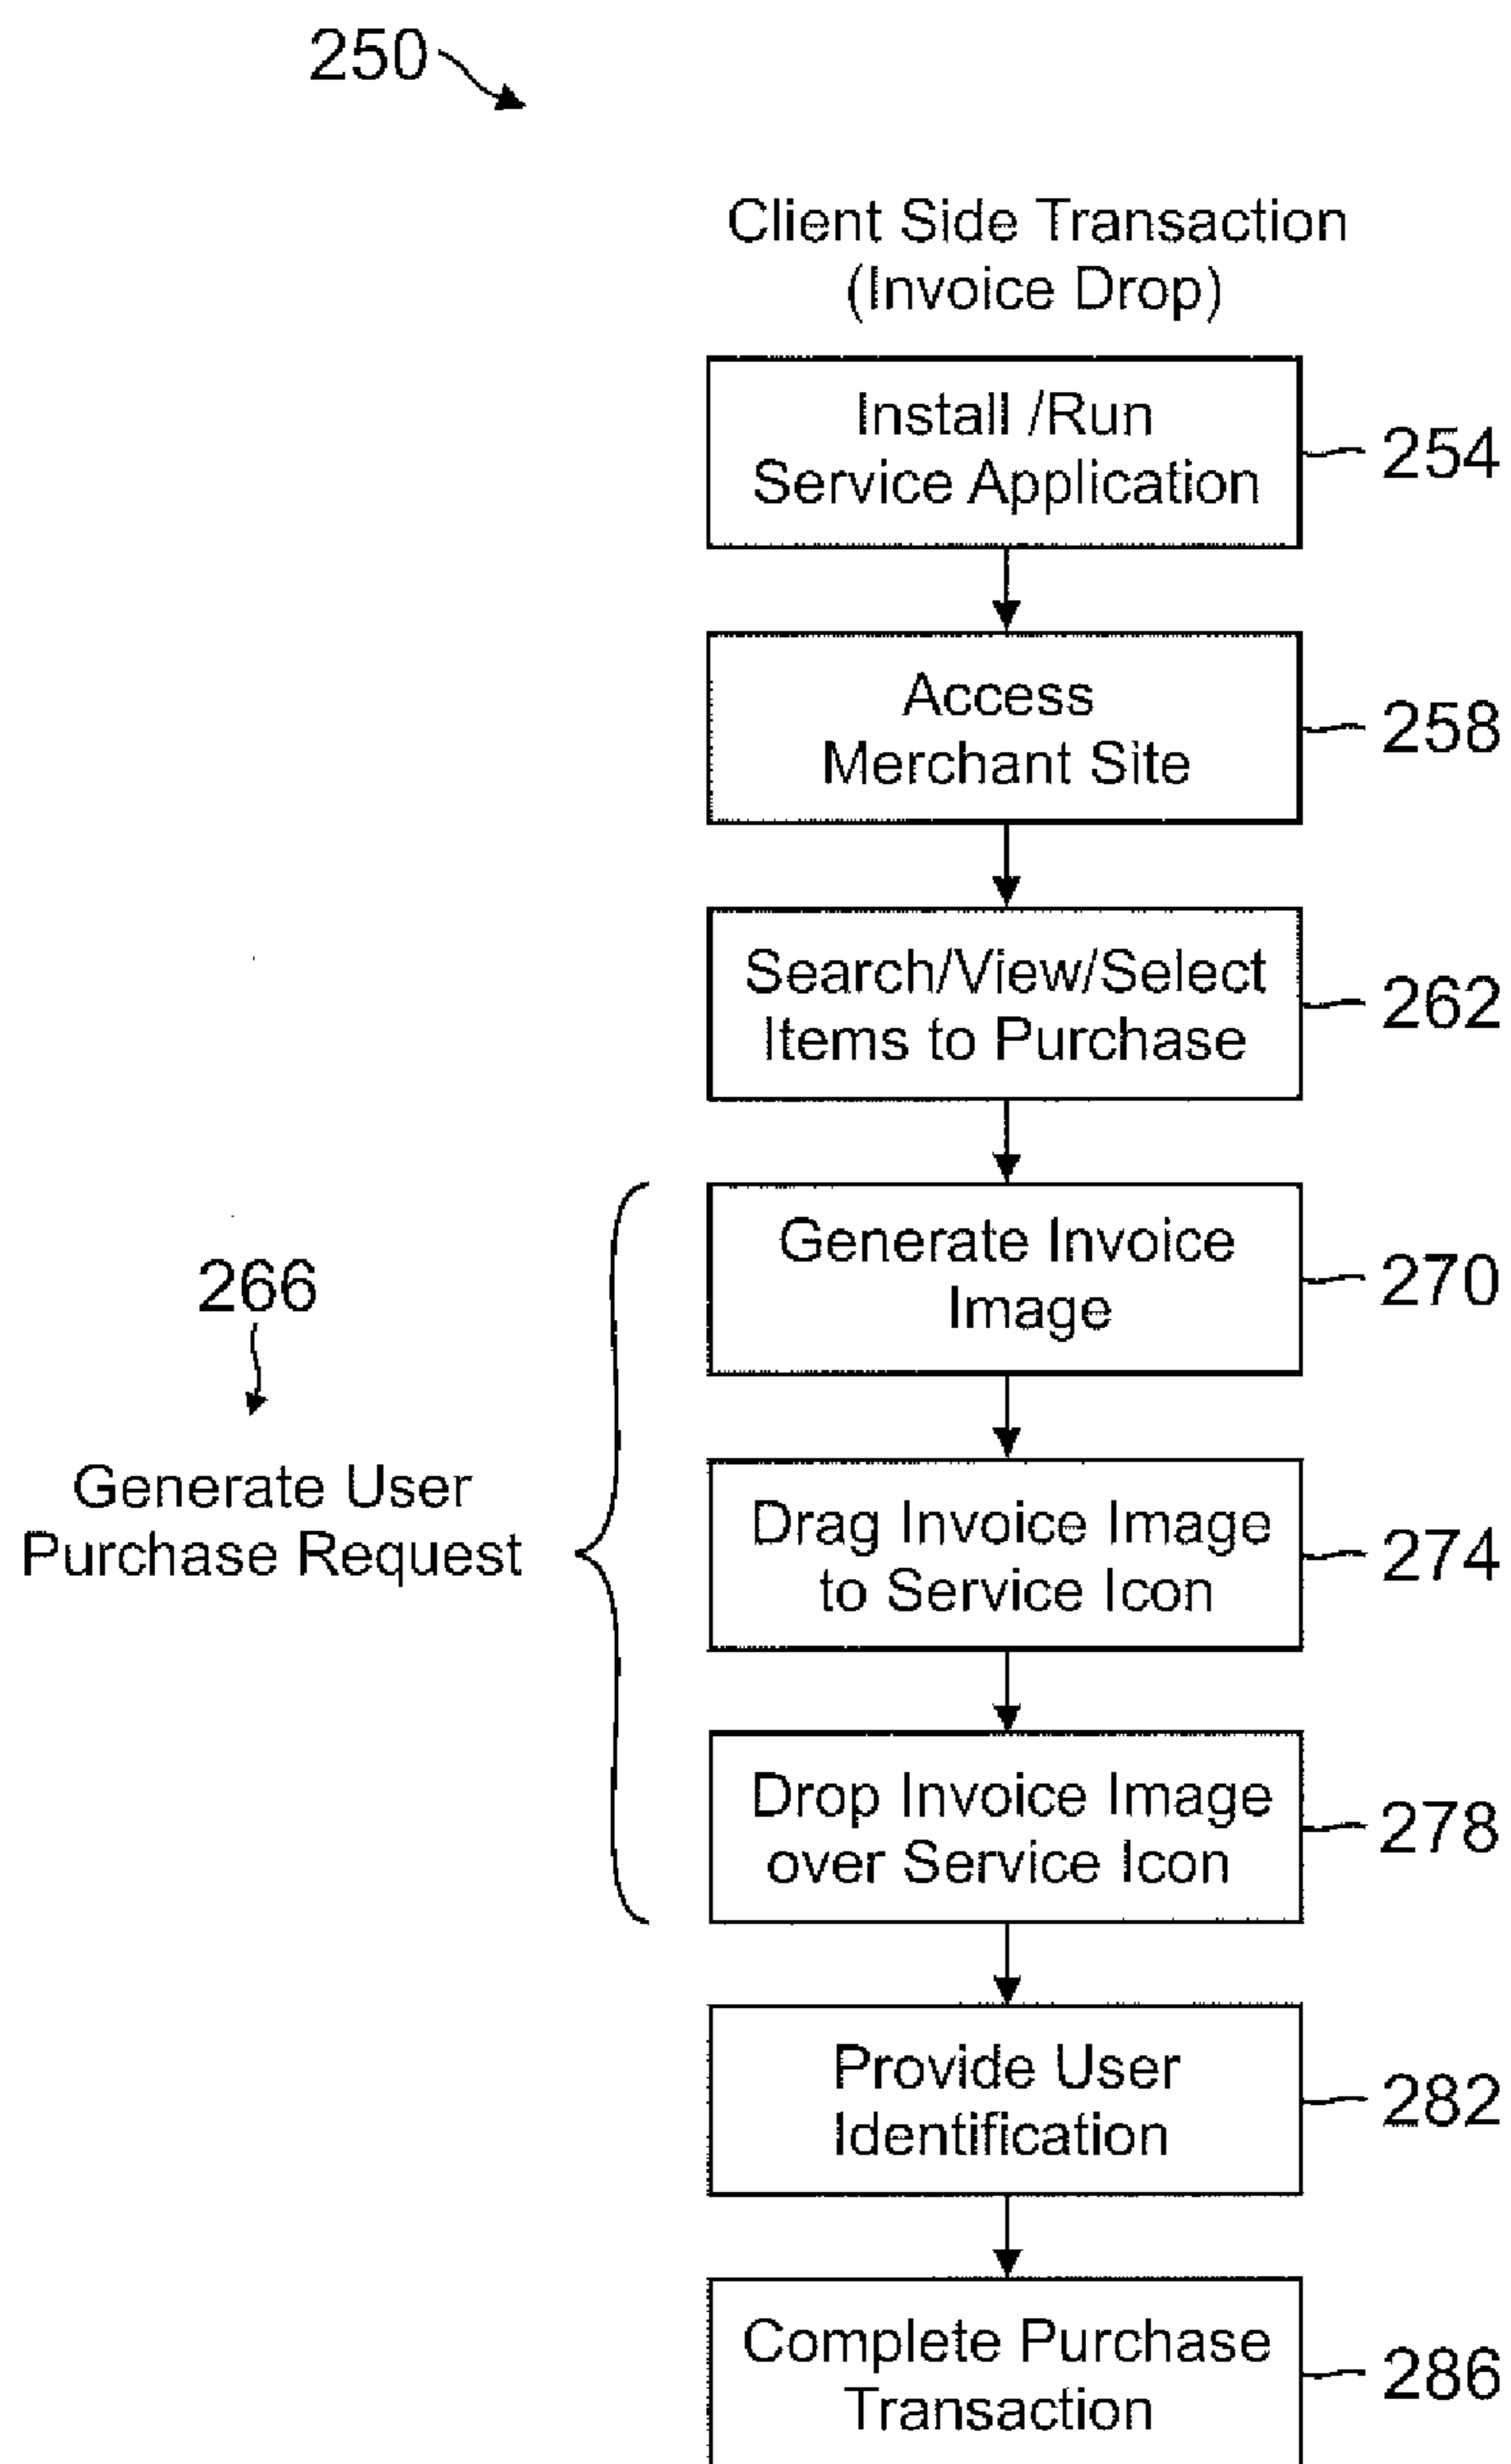 250
Client Side Transaction
(Invoice Drop)
Install /Run
Service Application
254
Access
Merchant Site
258
Search/View/Select
Items to Purchase
262
266
Generate User
Purchase Request
Generate Invoice
Image
270
Drag Invoice Image
to Service Icon
274
Drop Invoice Image
over Service Icon
278
Provide User
Identification
282
Complete Purchase
Transaction
286